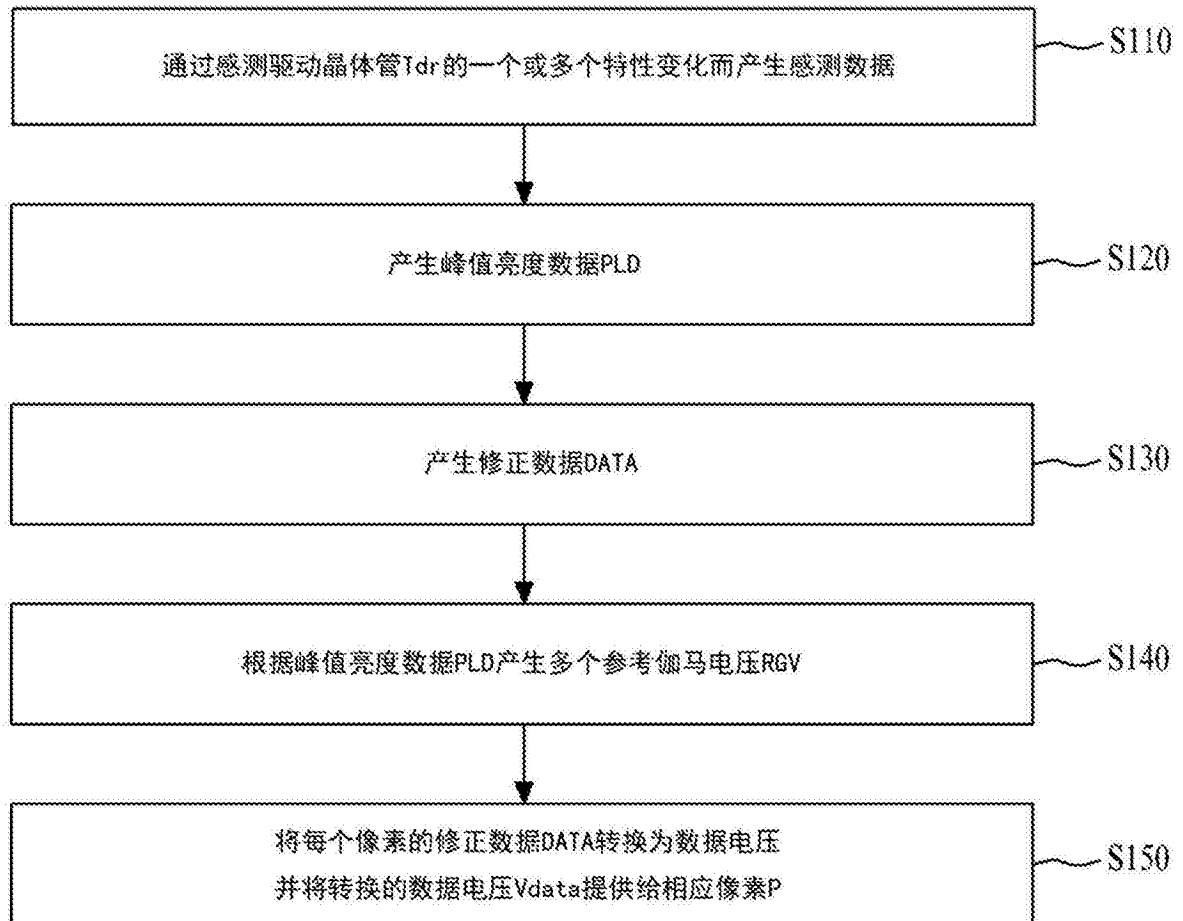 通过感测驱动晶体管Tdr的一个或多个特性变化而产生感测数据
S110
产生峰值亮度数据PLD
S120
产生修正数据DATA
S130
根据峰值亮度数据PLD产生多个参考伽马电压RGV
S140
将每个像素的修正数据DATA转换为数据电压
并将转换的数据电压Vdata提供给相应像素P
S150